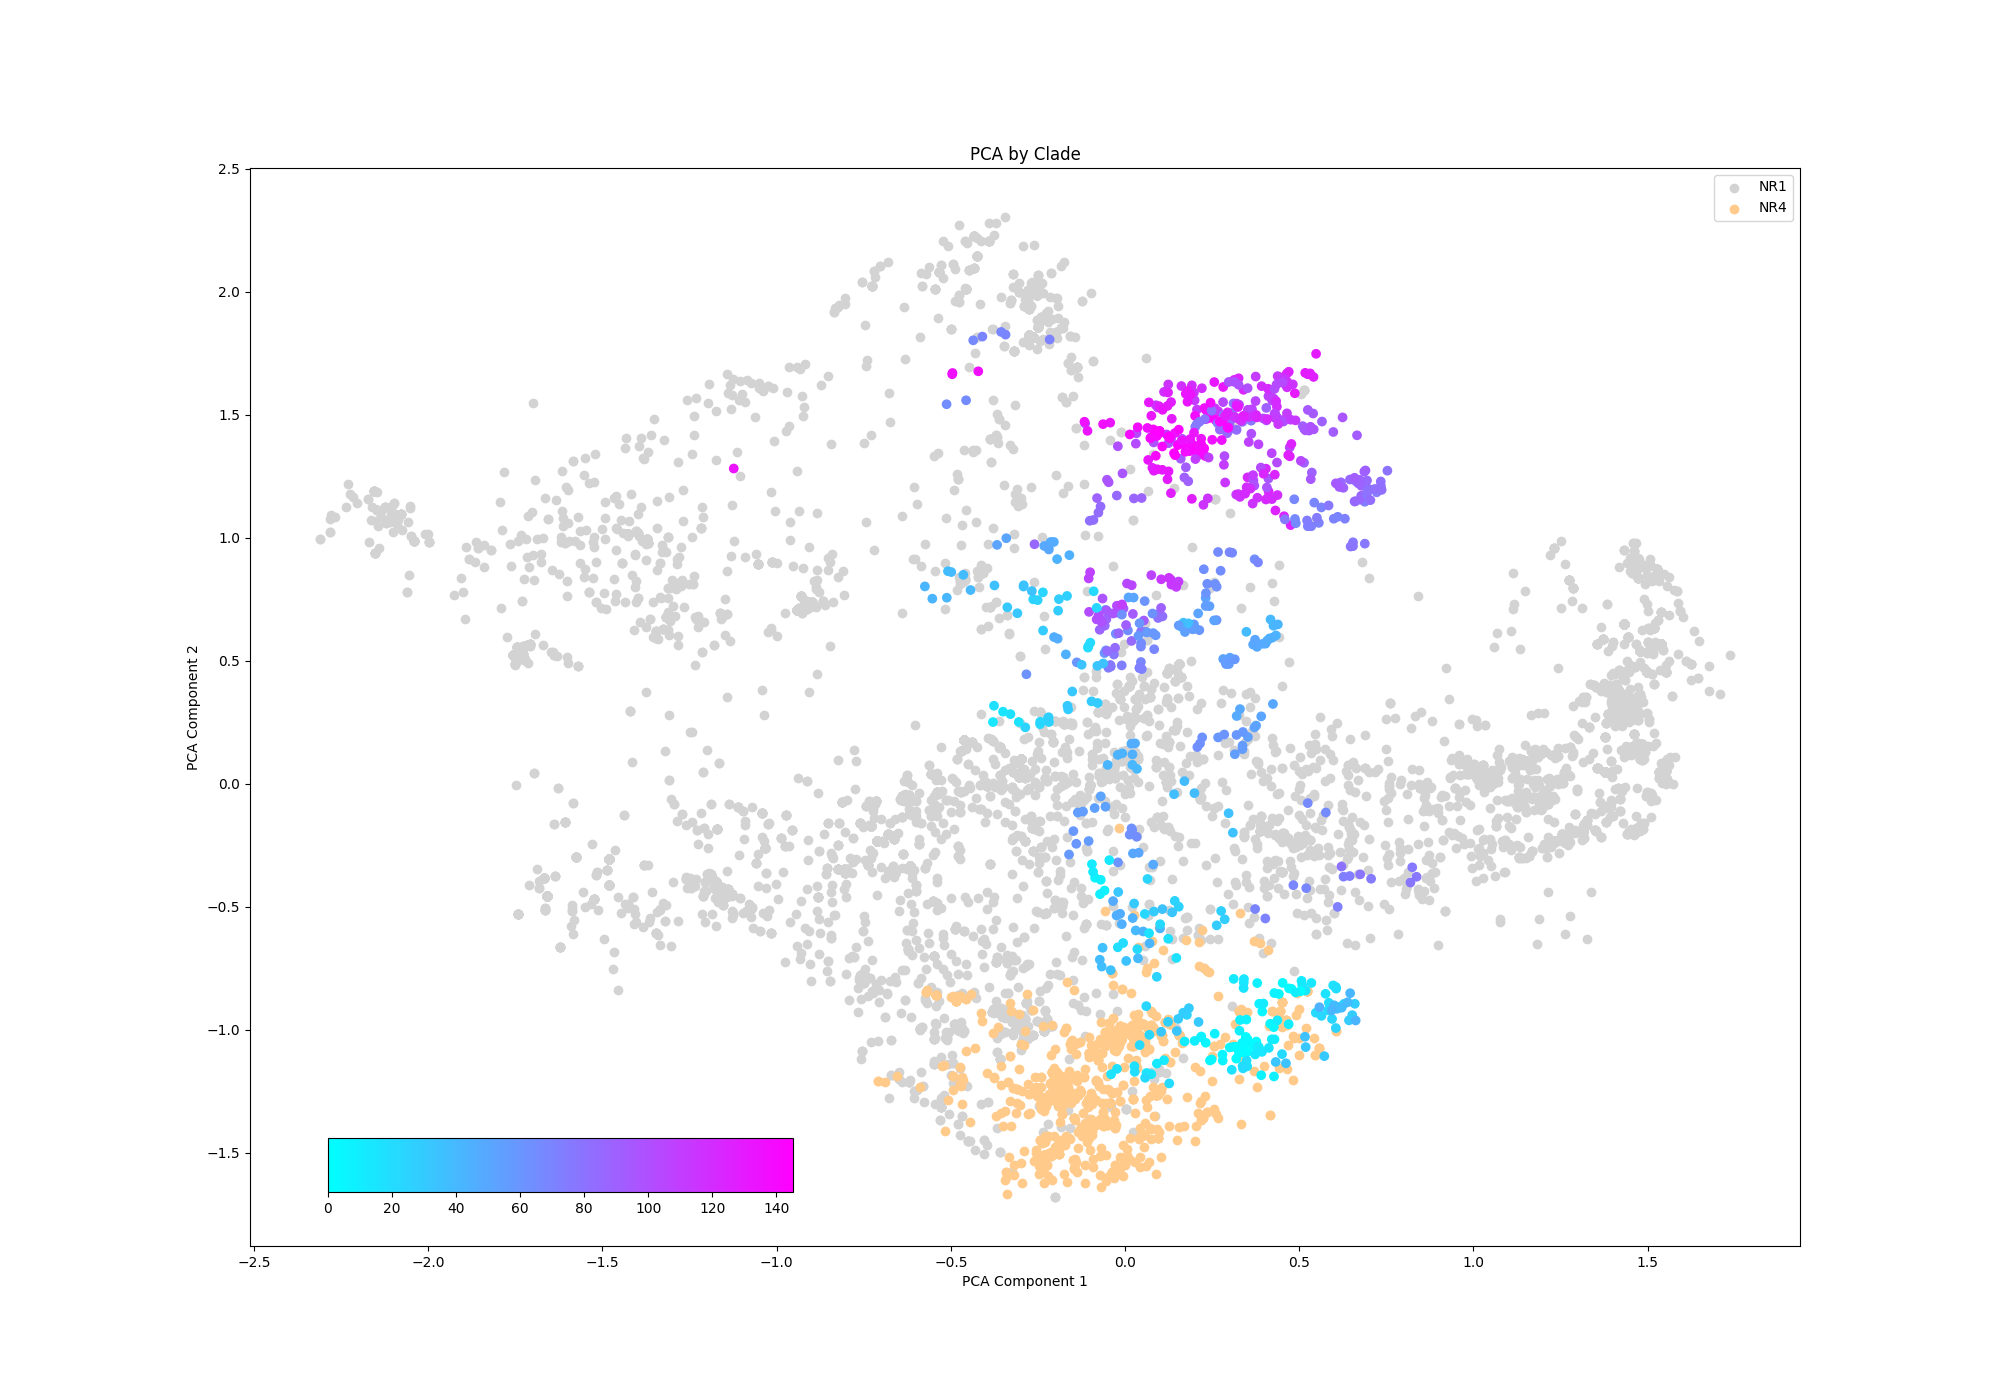 PCA by Clade
NR1
NR4
2.5
2.0
1.5
1.0
0.5
0.0
−0.5
−1.0
−1.5
PCA Component 2
0 20 40 60 80 100 120 140
−2.5 −2.0 −1.5 −1.0 −0.5 0.0 0.5 1.0 1.5
PCA Component 1